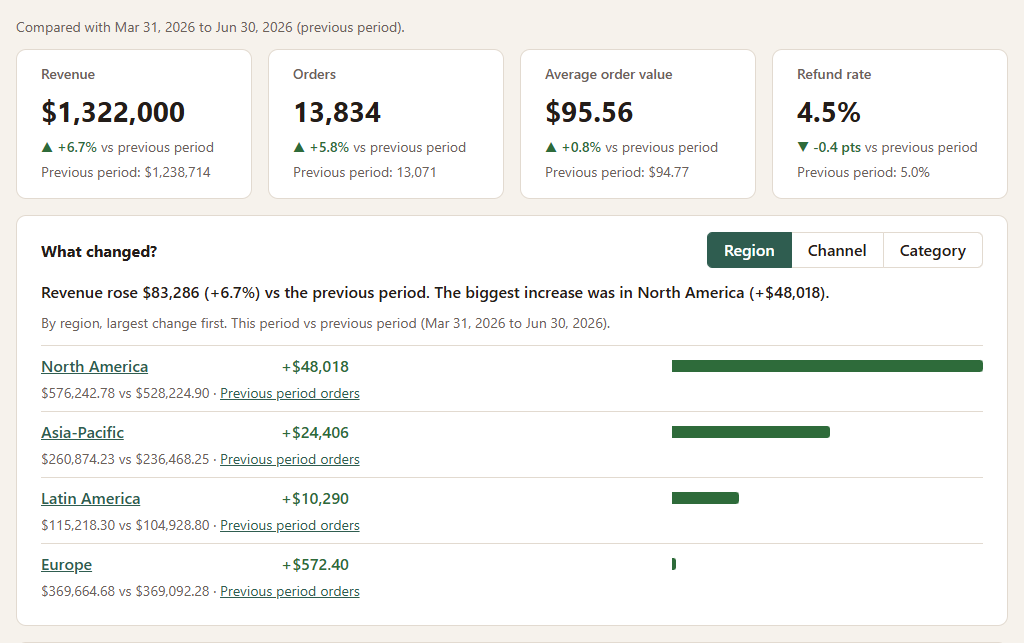 Compared with Mar 31, 2026 to Jun 30, 2026 (previous period).
Revenue
$1,322,000
▲ +6.7% vs previous period
Previous period: $1,238,714
Orders
13,834
▲ +5.8% vs previous period
Previous period: 13,071
Average order value
$95.56
▲ +0.8% vs previous period
Previous period: $94.77
Refund rate
4.5%
▼ -0.4 pts vs previous period
Previous period: 5.0%
What changed?
Region
Channel
Category
Revenue rose $83,286 (+6.7%) vs the previous period. The biggest increase was in North America (+$48,018).
By region, largest change first. This period vs previous period (Mar 31, 2026 to Jun 30, 2026).
North America +$48,018
$576,242.78 vs $528,224.90 · Previous period orders
Asia-Pacific +$24,406
$260,874.23 vs $236,468.25 · Previous period orders
Latin America +$10,290
$115,218.30 vs $104,928.80 · Previous period orders
Europe +$572.40
$369,664.68 vs $369,092.28 · Previous period orders